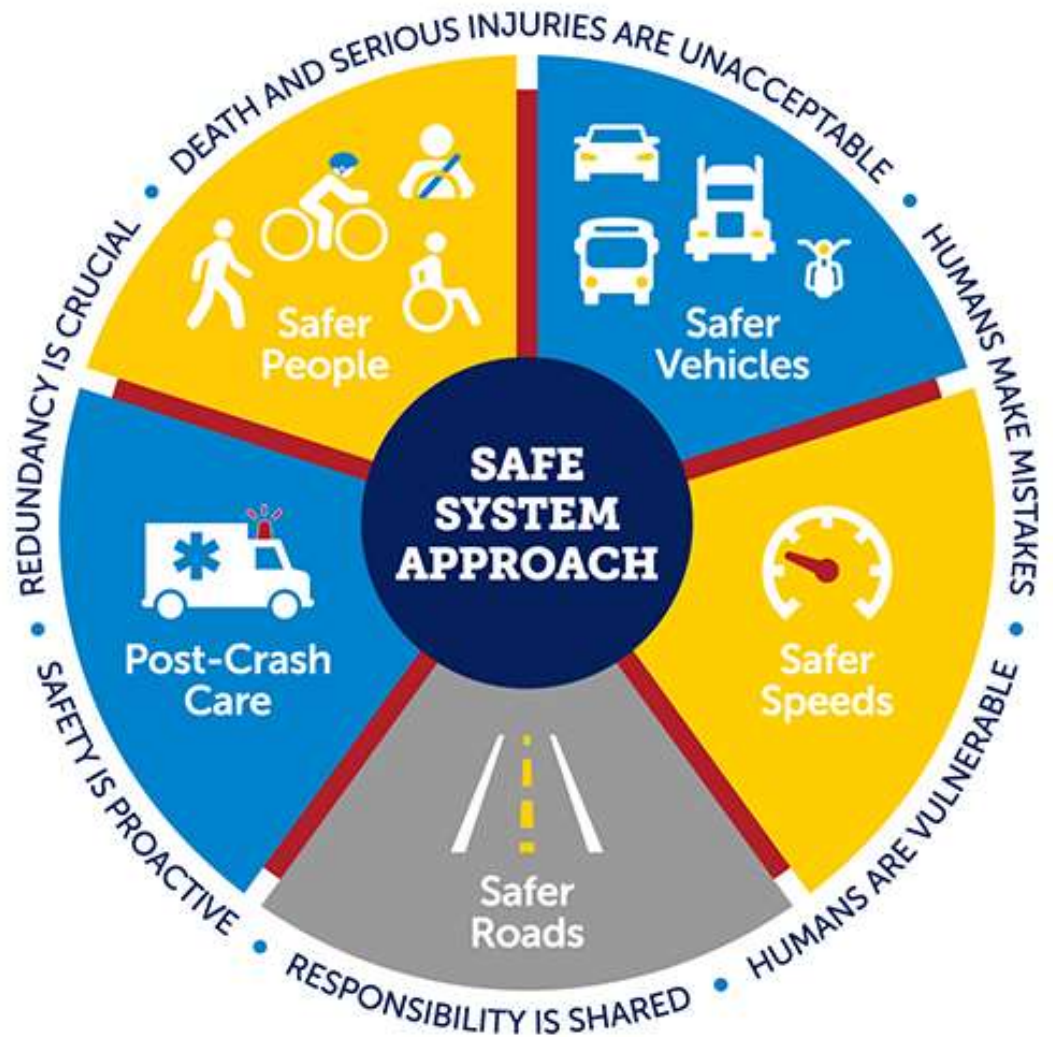 DEATH AND SERIOUS INJURIES ARE UNACCEPTABLE
HUMANS MAKE MISTAKES
HUMANS ARE VULNERABLE
RESPONSIBILITY IS SHARED
SAFETY IS PROACTIVE
REDUNDANCY IS CRUCIAL
Safer
People
Safer
Vehicles
SAFE
SYSTEM
APPROACH
Post-Crash
Care
Safer
Speeds
Safer
Roads